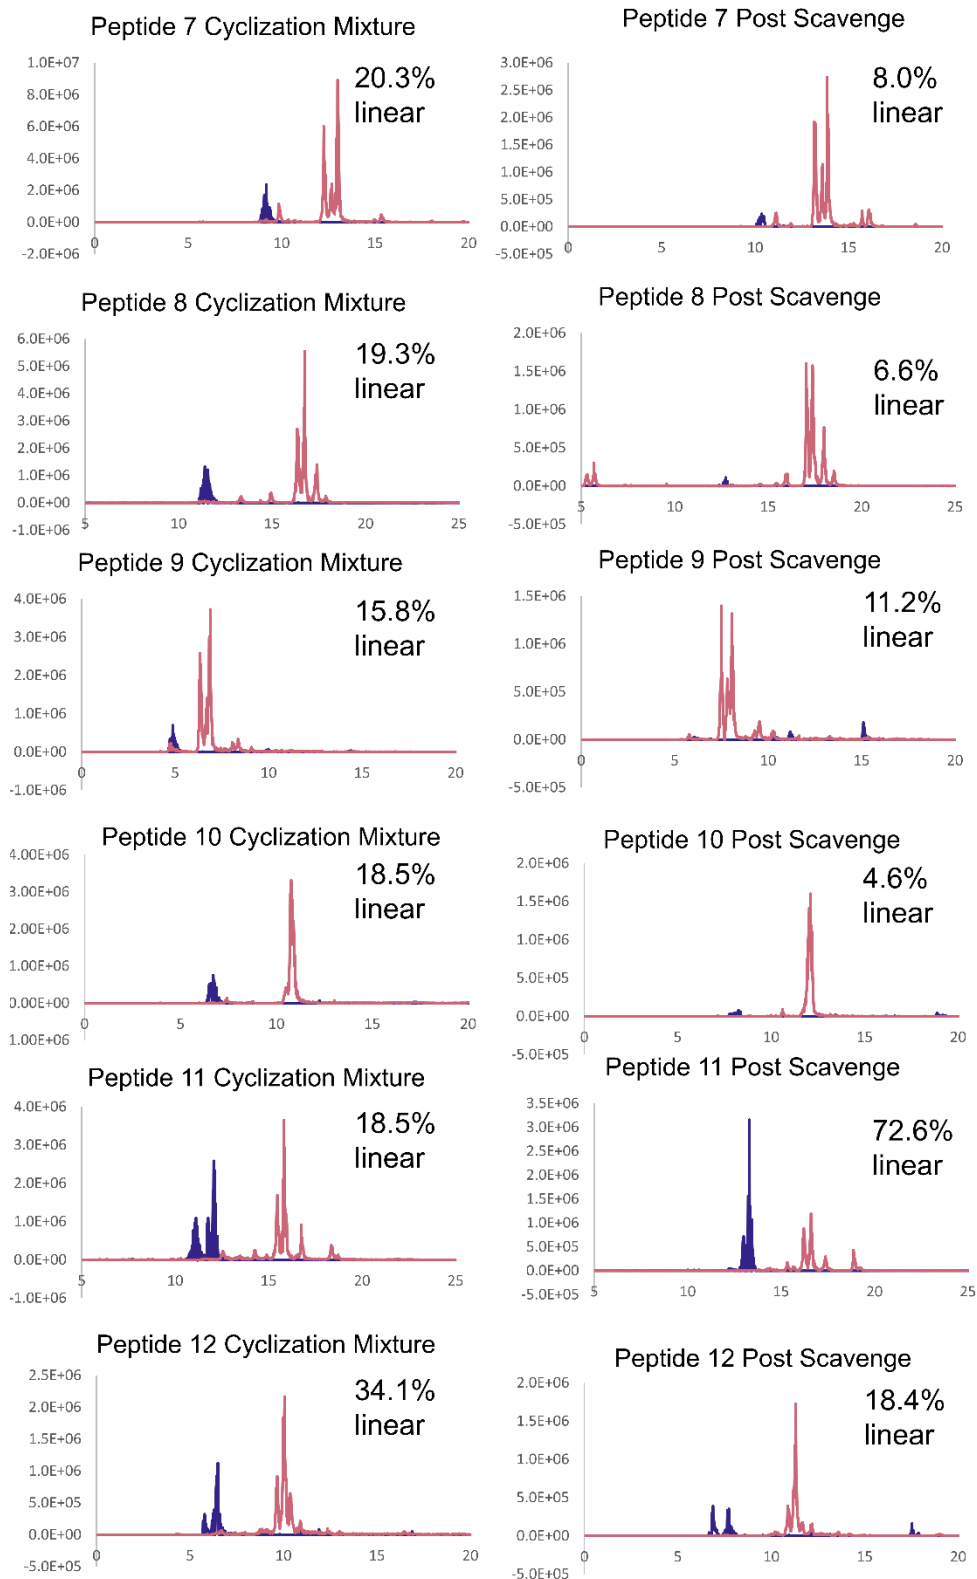 Peptide 7 Cyclization Mixture
20.3%
linear
1.0E+07
8.0E+06
6.0E+06
4.0E+06
2.0E+06
0.0E+00
-2.0E+06
0 5 10 15 20
Peptide 7 Post Scavenge
8.0%
linear
3.0E+06
2.5E+06
2.0E+06
1.5E+06
1.0E+06
5.0E+05
0.0E+00
-5.0E+05
0 5 10 15 20
Peptide 8 Cyclization Mixture
19.3%
linear
6.0E+06
5.0E+06
4.0E+06
3.0E+06
2.0E+06
1.0E+06
0.0E+00
-1.0E+06
5 10 15 20 25
Peptide 8 Post Scavenge
6.6%
linear
2.0E+06
1.5E+06
1.0E+06
5.0E+05
0.0E+00
-5.0E+05
5 10 15 20 25
Peptide 9 Cyclization Mixture
15.8%
linear
4.0E+06
3.0E+06
2.0E+06
1.0E+06
0.0E+00
-1.0E+06
0 5 10 15 20
Peptide 9 Post Scavenge
11.2%
linear
1.5E+06
1.0E+06
5.0E+05
0.0E+00
-5.0E+05
0 5 10 15 20
Peptide 10 Cyclization Mixture
18.5%
linear
4.00E+06
3.00E+06
2.00E+06
1.00E+06
0.00E+00
1.00E+06
0 5 10 15 20
Peptide 10 Post Scavenge
4.6%
linear
2.0E+06
1.5E+06
1.0E+06
5.0E+05
0.0E+00
-5.0E+05
0 5 10 15 20
Peptide 11 Cyclization Mixture
18.5%
linear
4.0E+06
3.0E+06
2.0E+06
1.0E+06
0.0E+00
-1.0E+06
5 10 15 20 25
Peptide 11 Post Scavenge
72.6%
linear
3.5E+06
3.0E+06
2.5E+06
2.0E+06
1.5E+06
1.0E+06
5.0E+05
0.0E+00
-5.0E+05
5 10 15 20 25
Peptide 12 Cyclization Mixture
34.1%
linear
2.5E+06
2.0E+06
1.5E+06
1.0E+06
5.0E+05
0.0E+00
-5.0E+05
0 5 10 15 20
Peptide 12 Post Scavenge
18.4%
linear
2.0E+06
1.5E+06
1.0E+06
5.0E+05
0.0E+00
-5.0E+05
0 5 10 15 20